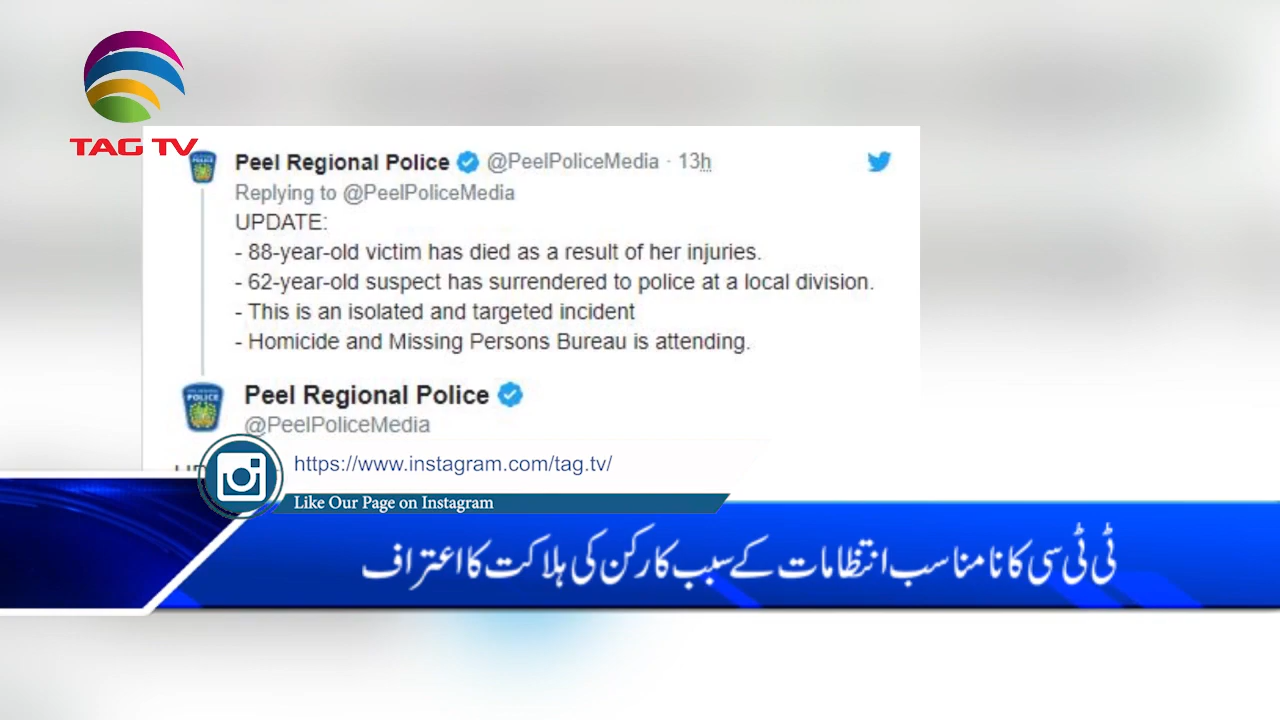 TAG TV
POLICE
Peel Regional Police @PeelPoliceMedia · 13h
Replying to @PeelPoliceMedia
UPDATE:
- 88-year-old victim has died as a result of her injuries.
- 62-year-old suspect has surrendered to police at a local division.
- This is an isolated and targeted incident
- Homicide and Missing Persons Bureau is attending.
POLICE
Peel Regional Police
@PeelPoliceMedia
https://www.instagram.com/tag.tv/
Like Our Page on Instagram
ٹی ٹی سی کا نامناسب انتظامات کے سبب کارکن کی ہلاکت کا اعتراف